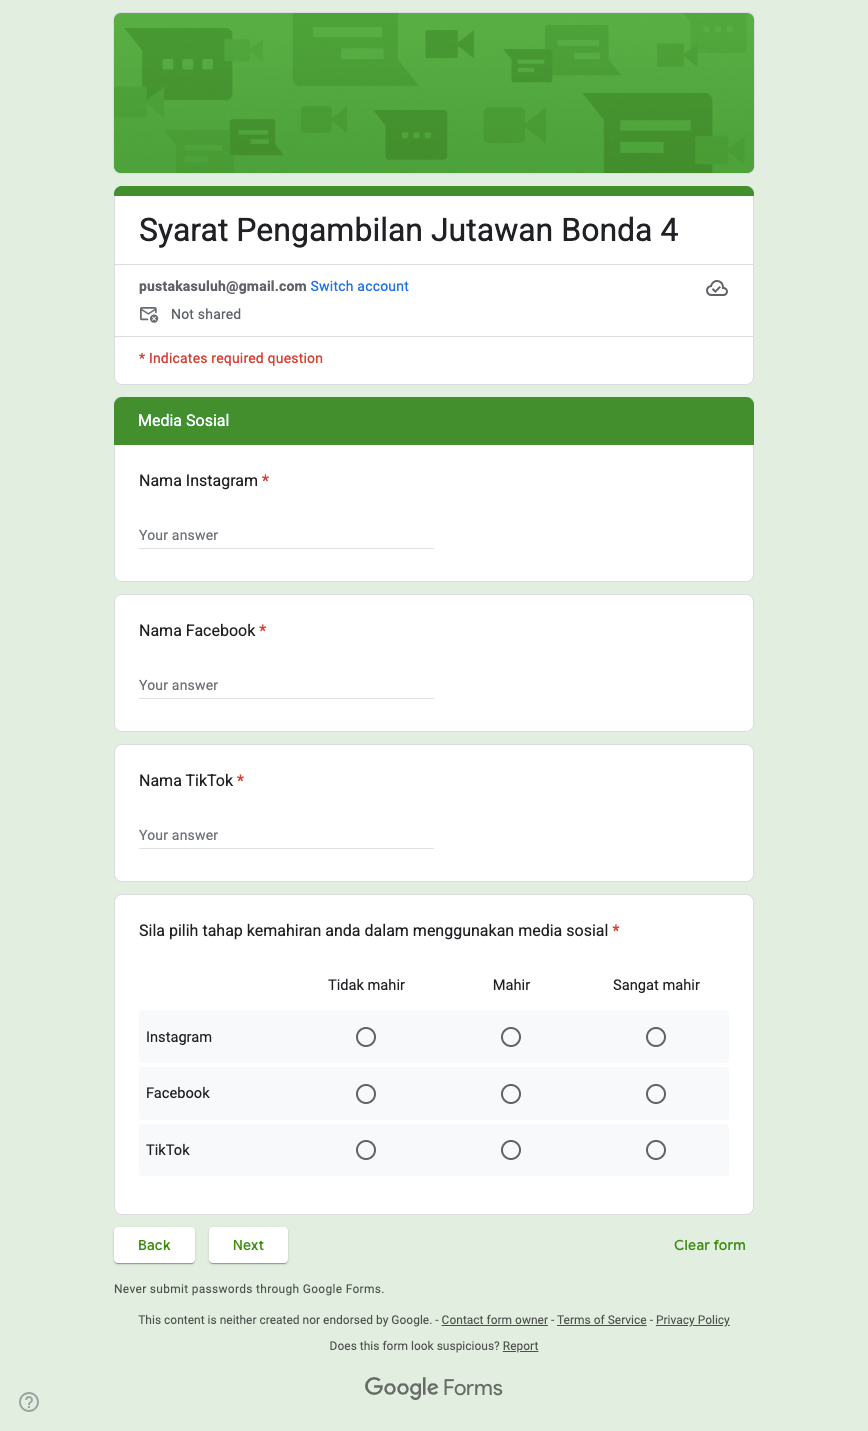 Syarat Pengambilan Jutawan Bonda 4
pustakasuluh@gmail.com Switch account
Not shared
* Indicates required question
Media Sosial
Nama Instagram *
Your answer
Nama Facebook *
Your answer
Nama TikTok *
Your answer
Sila pilih tahap kemahiran anda dalam menggunakan media sosial *
Tidak mahir Mahir Sangat mahir
Instagram
Facebook
TikTok
Back Next Clear form
Never submit passwords through Google Forms.
This content is neither created nor endorsed by Google. - Contact form owner - Terms of Service - Privacy Policy
Does this form look suspicious? Report
Google Forms